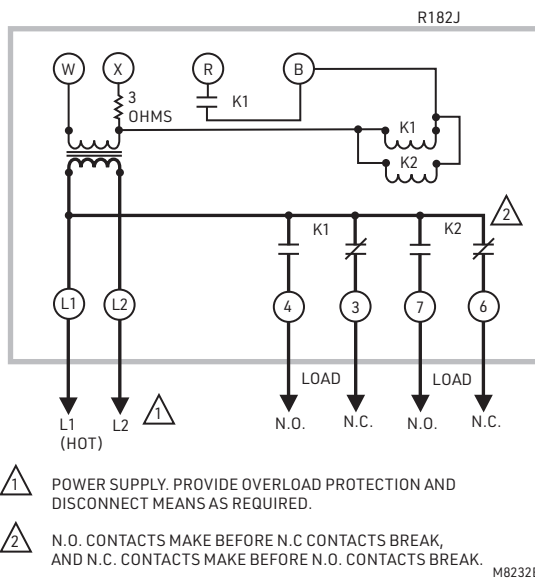 R182J
W X R B
3
OHMS
K1
K1
K2
2
K1 K2
L1 L2 4 3 7 6
LOAD LOAD
L1
(HOT)
L2
1
N.O. N.C. N.O. N.C.
1 POWER SUPPLY. PROVIDE OVERLOAD PROTECTION AND
DISCONNECT MEANS AS REQUIRED.
2 N.O. CONTACTS MAKE BEFORE N.C CONTACTS BREAK,
AND N.C. CONTACTS MAKE BEFORE N.O. CONTACTS BREAK.